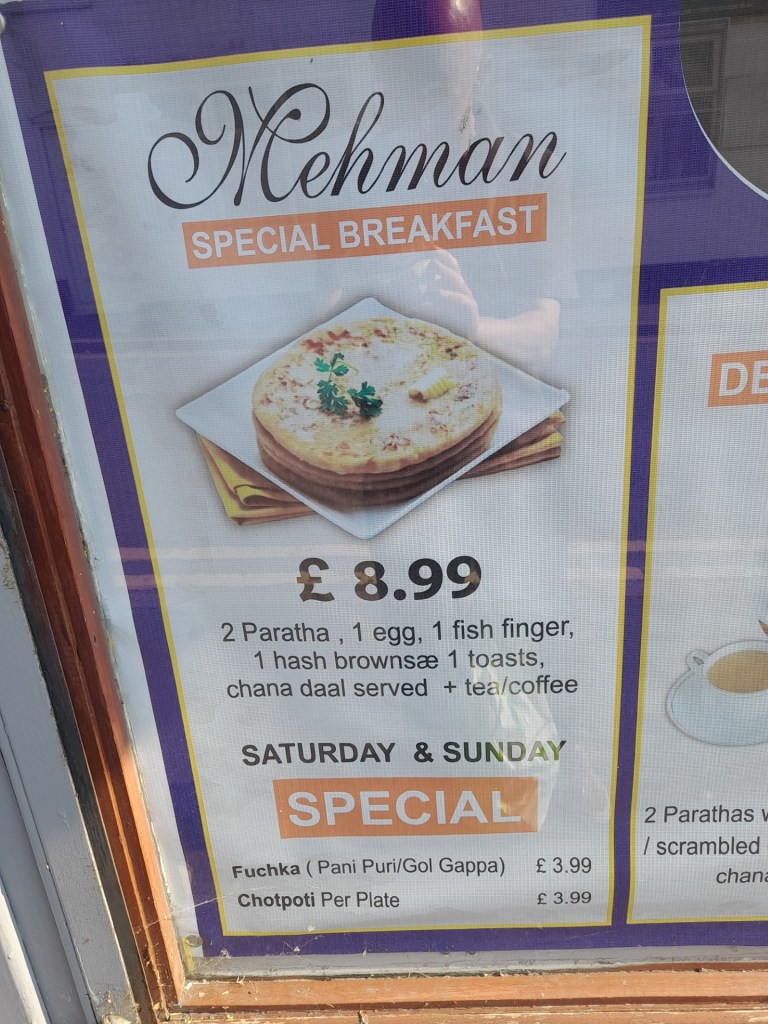 Mehman
SPECIAL BREAKFAST
£ 8.99
2 Paratha , 1 egg, 1 fish finger,
1 hash brownsæ 1 toasts,
chana daal served + tea/coffee
SATURDAY & SUNDAY
SPECIAL
Fuchka ( Pani Puri/Gol Gappa) £ 3.99
Chotpoti Per Plate £ 3.99
DE
2 Parathas w
/ scrambled
chana